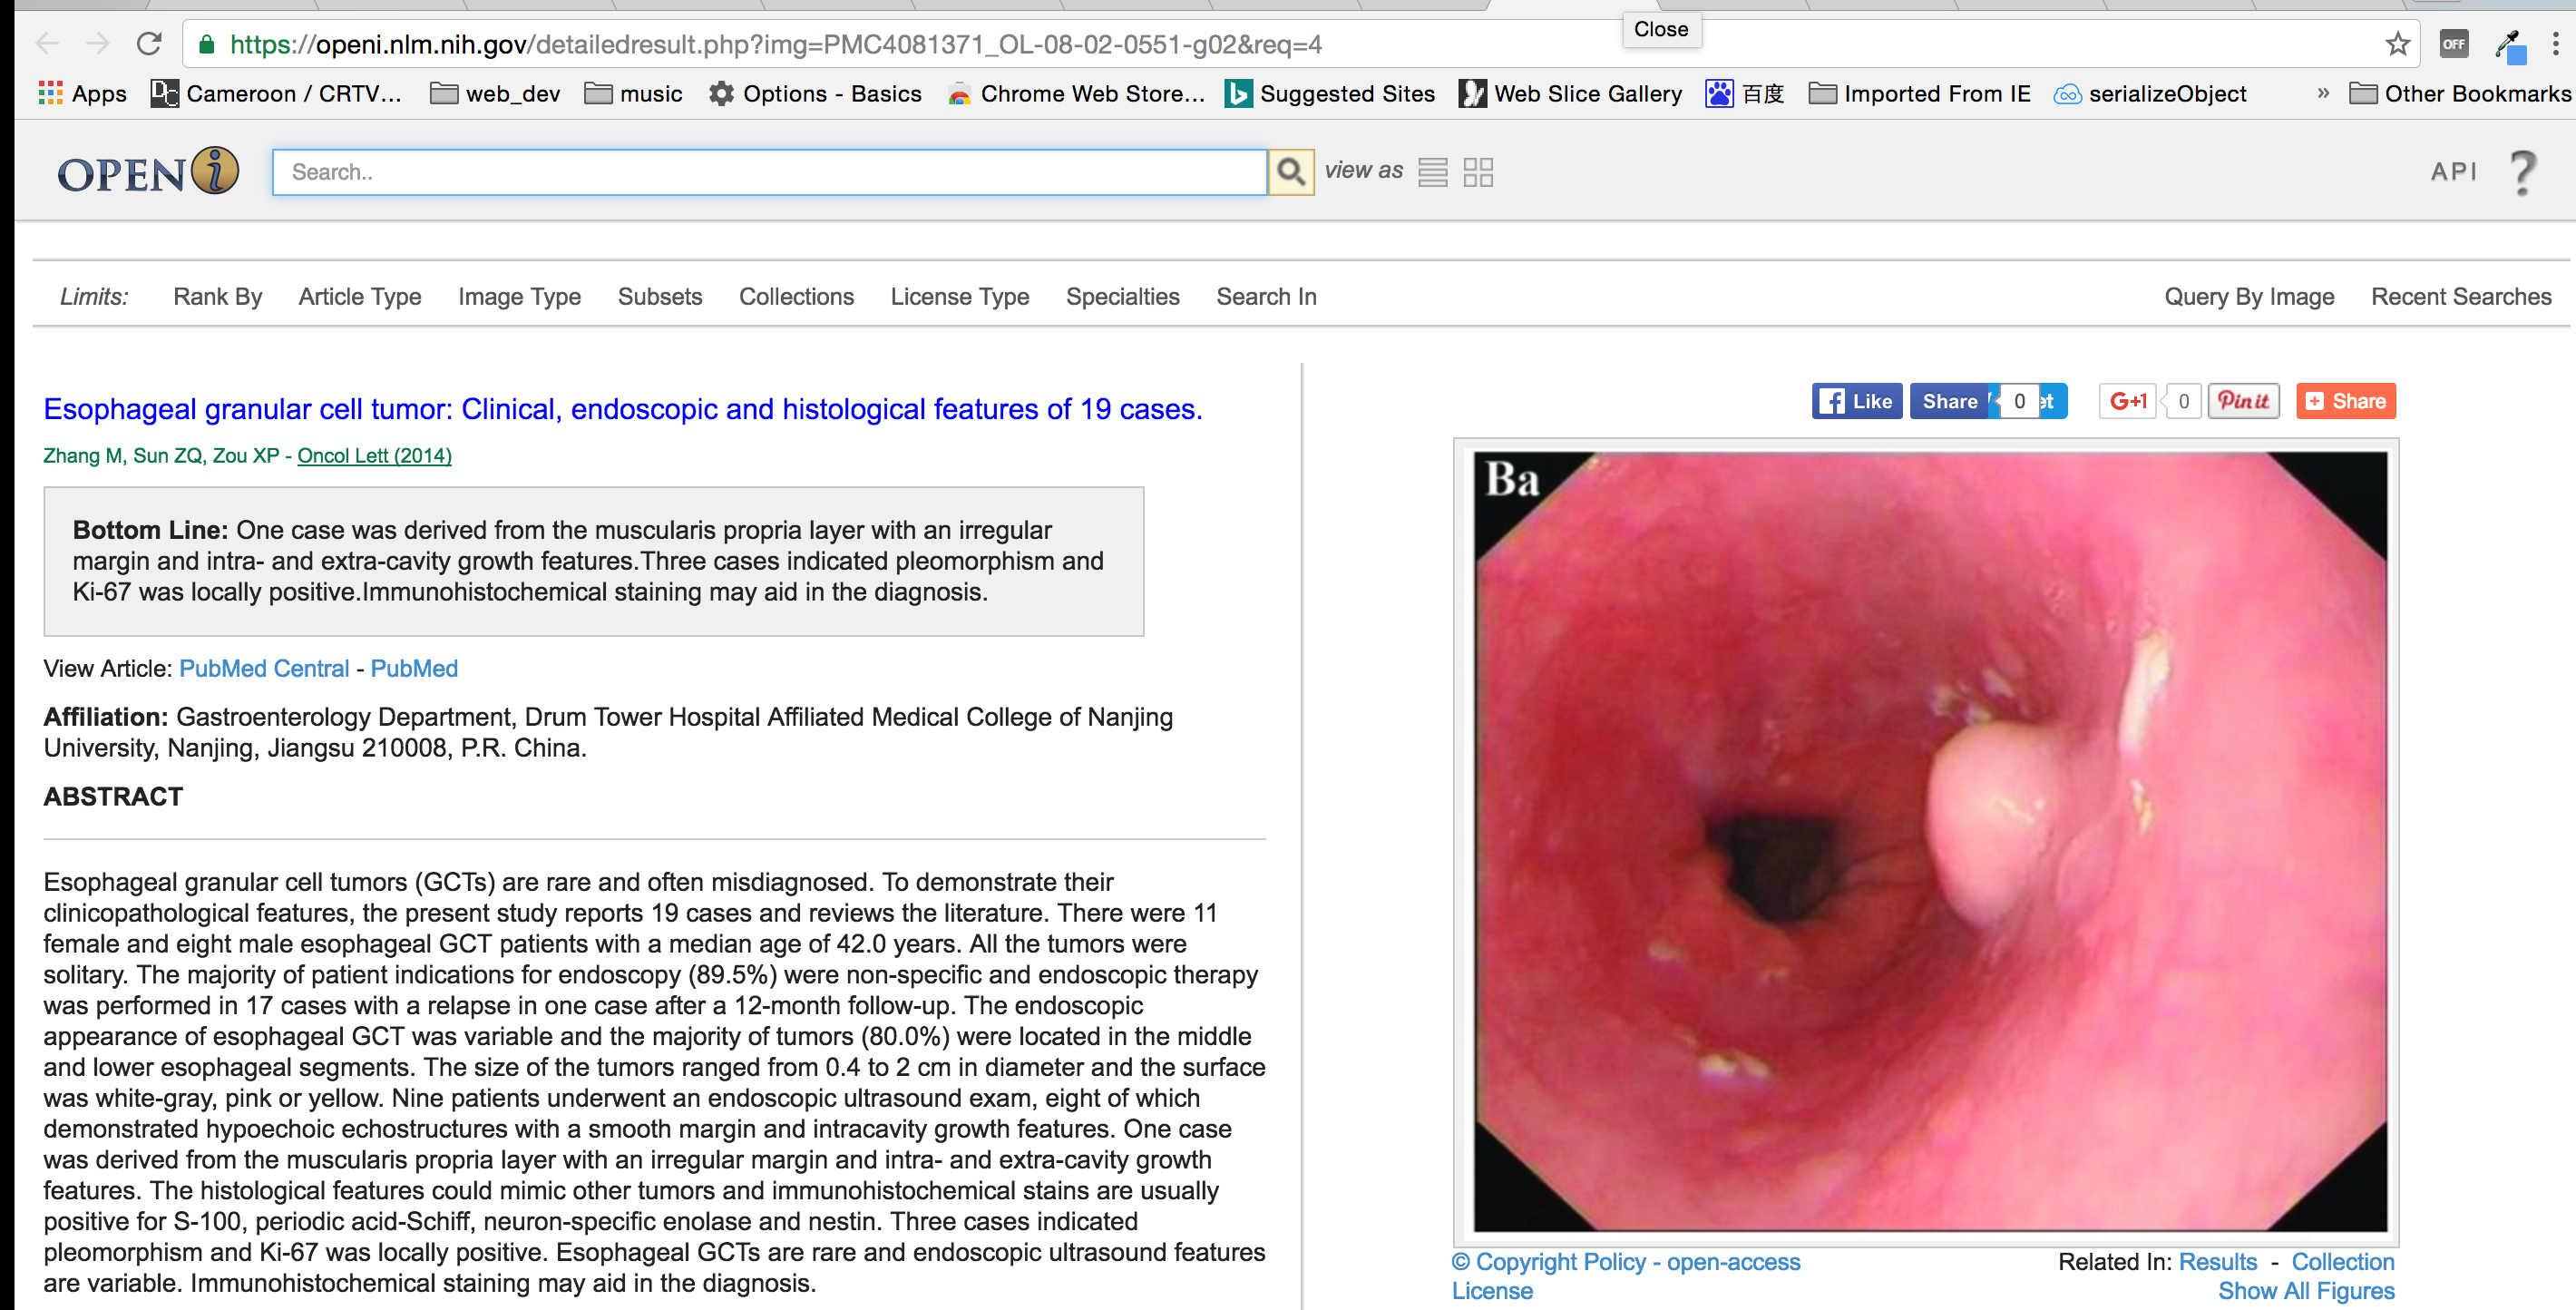 Close
https://openi.nlm.nih.gov/detailedresult.php?img=PMC4081371_OL-08-02-0551-g02&req=4
OFF
Apps Cameroon / CRTV... web_dev music Options - Basics Chrome Web Store... Suggested Sites Web Slice Gallery 百度 Imported From IE serializeObject » Other Bookmarks
OPEN i Search.. view as API ?
Limits: Rank By Article Type Image Type Subsets Collections License Type Specialties Search In Query By Image Recent Searches
Esophageal granular cell tumor: Clinical, endoscopic and histological features of 19 cases.
Zhang M, Sun ZQ, Zou XP - Oncol Lett (2014)
Bottom Line: One case was derived from the muscularis propria layer with an irregular
margin and intra- and extra-cavity growth features.Three cases indicated pleomorphism and
Ki-67 was locally positive.Immunohistochemical staining may aid in the diagnosis.
View Article: PubMed Central - PubMed
Affiliation: Gastroenterology Department, Drum Tower Hospital Affiliated Medical College of Nanjing
University, Nanjing, Jiangsu 210008, P.R. China.
ABSTRACT
Esophageal granular cell tumors (GCTs) are rare and often misdiagnosed. To demonstrate their
clinicopathological features, the present study reports 19 cases and reviews the literature. There were 11
female and eight male esophageal GCT patients with a median age of 42.0 years. All the tumors were
solitary. The majority of patient indications for endoscopy (89.5%) were non-specific and endoscopic therapy
was performed in 17 cases with a relapse in one case after a 12-month follow-up. The endoscopic
appearance of esophageal GCT was variable and the majority of tumors (80.0%) were located in the middle
and lower esophageal segments. The size of the tumors ranged from 0.4 to 2 cm in diameter and the surface
was white-gray, pink or yellow. Nine patients underwent an endoscopic ultrasound exam, eight of which
demonstrated hypoechoic echostructures with a smooth margin and intracavity growth features. One case
was derived from the muscularis propria layer with an irregular margin and intra- and extra-cavity growth
features. The histological features could mimic other tumors and immunohistochemical stains are usually
positive for S-100, periodic acid-Schiff, neuron-specific enolase and nestin. Three cases indicated
pleomorphism and Ki-67 was locally positive. Esophageal GCTs are rare and endoscopic ultrasound features
are variable. Immunohistochemical staining may aid in the diagnosis.
Like Share 0 G+1 0 Pin it Share
Ba
© Copyright Policy - open-access
License
Related In: Results - Collection
Show All Figures